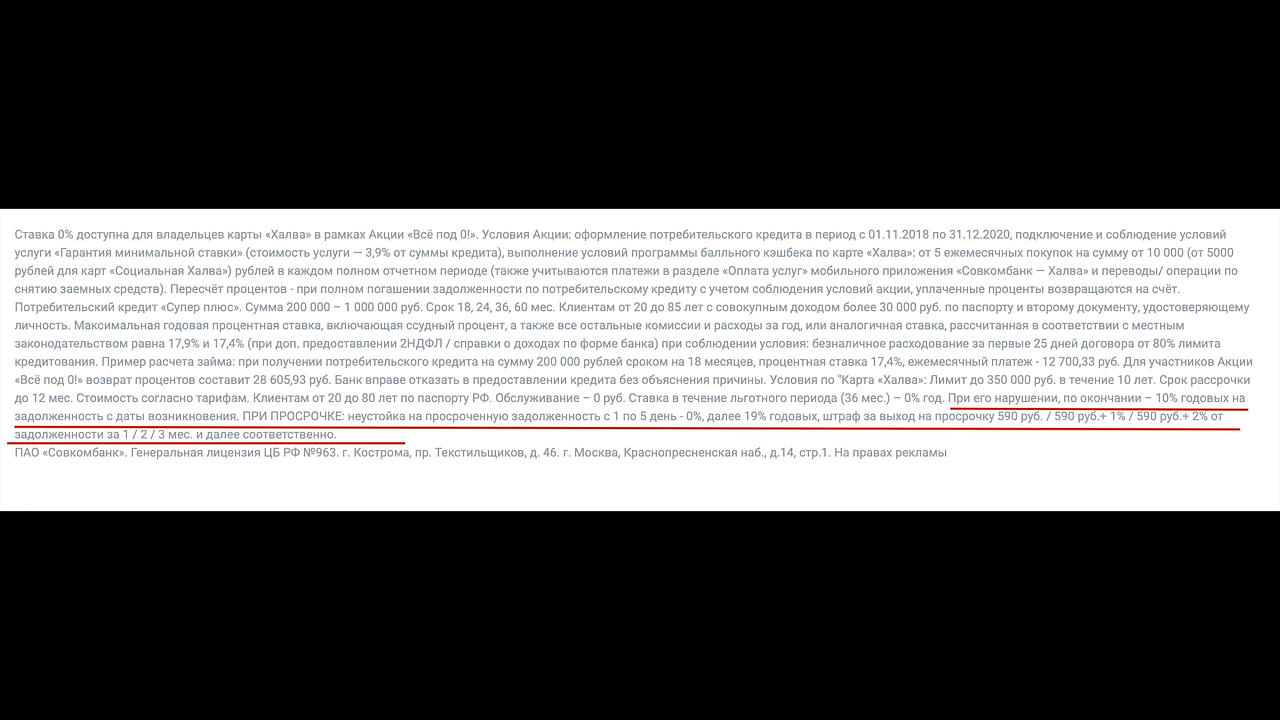 Ставка 0% доступна для владельцев карты «Халва» в рамках Акции «Всё под 0!». Условия Акции: оформление потребительского кредита в период с 01.11.2018 по 31.12.2020, подключение и соблюдение условий
услуги «Гарантия минимальной ставки» (стоимость услуги — 3,9% от суммы кредита), выполнение условий программы балльного кэшбека по карте «Халва»: от 5 ежемесячных покупок на сумму от 10 000 (от 5000
рублей для карт «Социальная Халва») рублей в каждом полном отчетном периоде (также учитываются платежи в разделе «Оплата услуг» мобильного приложения «Совкомбанк — Халва» и переводы/ операции по
снятию заемных средств). Пересчёт процентов - при полном погашении задолженности по потребительскому кредиту с учетом соблюдения условий акции, уплаченные проценты возвращаются на счёт.
Потребительский кредит «Супер плюс». Сумма 200 000 – 1 000 000 руб. Срок 18, 24, 36, 60 мес. Клиентам от 20 до 85 лет с совокупным доходом более 30 000 руб. по паспорту и второму документу, удостоверяющему
личность. Максимальная годовая процентная ставка, включающая ссудный процент, а также все остальные комиссии и расходы за год, или аналогичная ставка, рассчитанная в соответствии с местным
законодательством равна 17,9% и 17,4% (при доп. предоставлении 2НДФЛ / справки о доходах по форме банка) при соблюдении условия: безналичное расходование за первые 25 дней договора от 80% лимита
кредитования. Пример расчета займа: при получении потребительского кредита на сумму 200 000 рублей сроком на 18 месяцев, процентная ставка 17,4%, ежемесячный платеж - 12 700,33 руб. Для участников Акции
«Всё под 0!» возврат процентов составит 28 605,93 руб. Банк вправе отказать в предоставлении кредита без объяснения причины. Условия по "Карта «Халва»: Лимит до 350 000 руб. в течение 10 лет. Срок рассрочки
до 12 мес. Стоимость согласно тарифам. Клиентам от 20 до 80 лет по паспорту РФ. Обслуживание – 0 руб. Ставка в течение льготного периода (36 мес.) – 0% год. При его нарушении, по окончании – 10% годовых на
задолженность с даты возникновения. ПРИ ПРОСРОЧКЕ: неустойка на просроченную задолженность с 1 по 5 день - 0%, далее 19% годовых, штраф за выход на просрочку 590 руб. / 590 руб.+ 1% / 590 руб.+ 2% от
задолженности за 1 / 2 / 3 мес. и далее соответственно.
ПАО «Совкомбанк». Генеральная лицензия ЦБ РФ №963. г. Кострома, пр. Текстильщиков, д. 46. г. Москва, Краснопресненская наб., д.14, стр.1. На правах рекламы